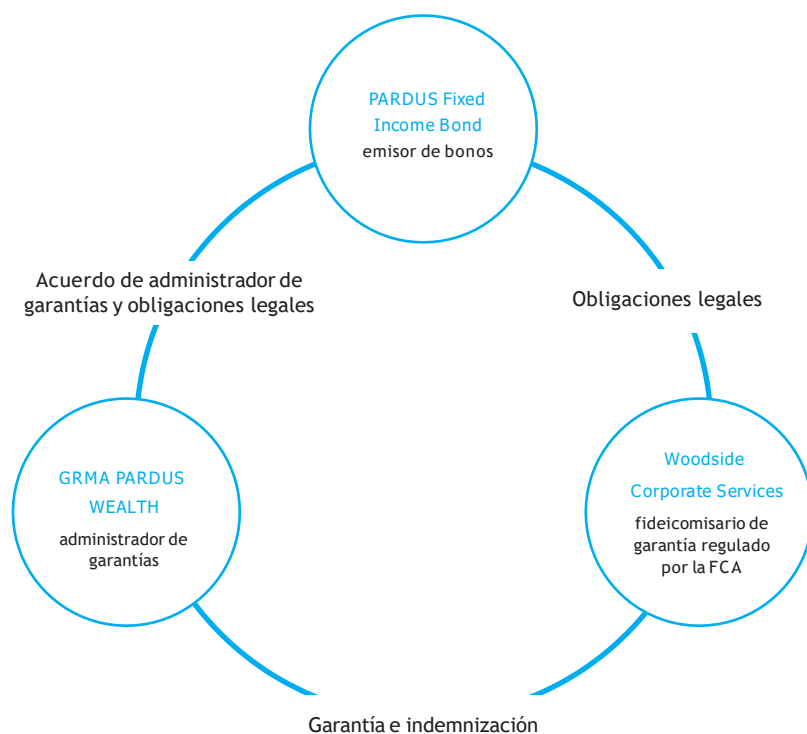 PARDUS Fixed
Income Bond
emisor de bonos
Acuerdo de administrador de
garantías y obligaciones legales
Obligaciones legales
GRMA PARDUS
WEALTH
administrador de
garantías
Woodside
Corporate Services
fideicomisario de
garantía regulado
por la FCA
Garantía e indemnización